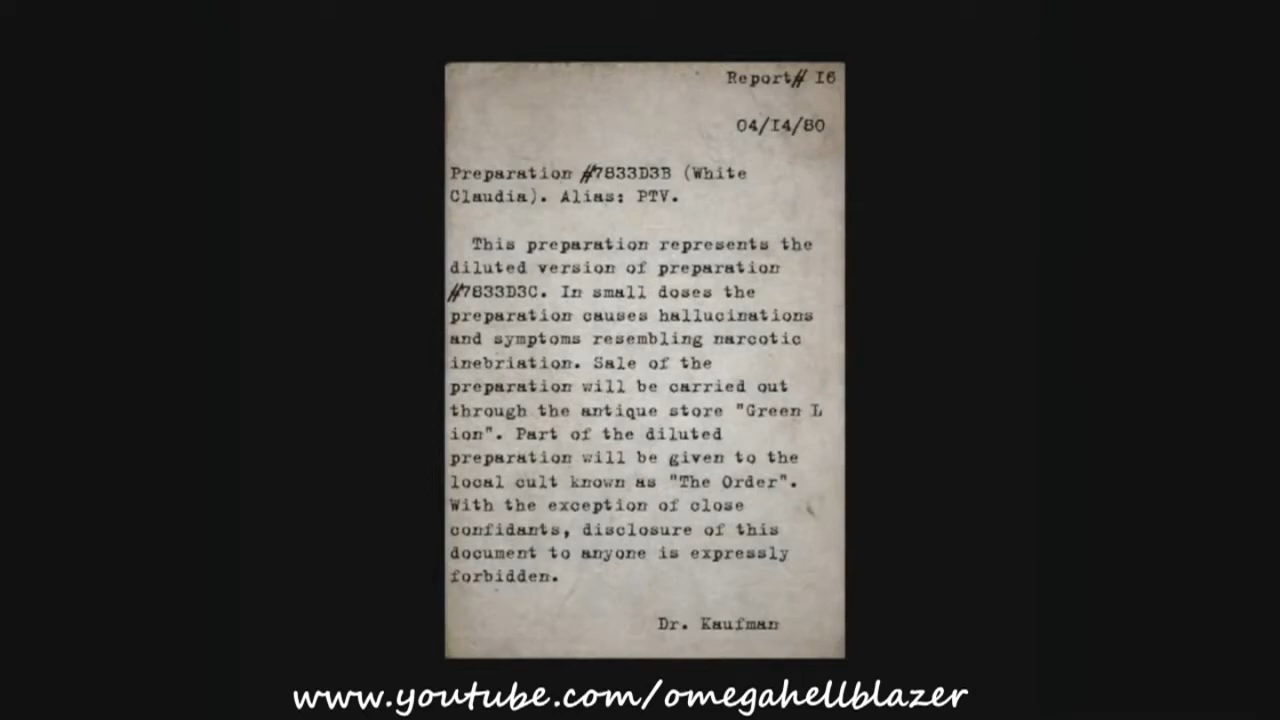 Report# I6
04/I4/80
Preparation #7833D3B (White
Claudia). Alias: PTV.
This preparation represents the
diluted version of preparation
#7833D3C. In small doses the
preparation causes hallucinations
and symptoms resembling narcotic
inebriation. Sale of the
preparation will be carried out
through the antique store "Green L
ion". Part of the diluted
preparation will be given to the
local cult known as "The Order".
With the exception of close
confidants, disclosure of this
document to anyone is expressly
forbidden.
Dr. Kaufman
www.youtube.com/omegahellblazer